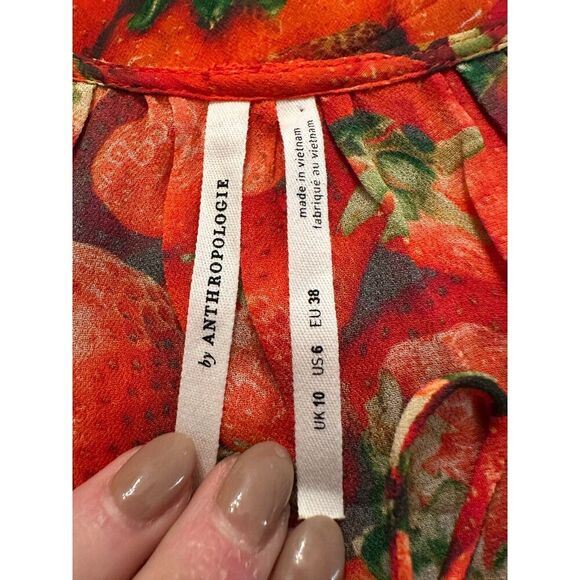 by ANTHROPOLOGIE
made in vietnam
fabriqué au vietnam
UK 10 US 6 EU 38